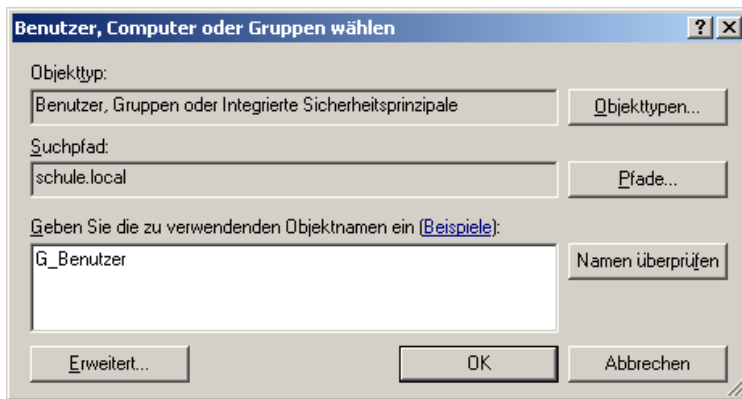 Benutzer, Computer oder Gruppen wählen
Objekttyp:
Benutzer, Gruppen oder Integrierte Sicherheitsprinzipale
Objekttypen...
Suchpfad:
schule.local
Pfade...
Geben Sie die zu verwendenden Objektnamen ein (Beispiele):
G_Benutzer
Namen überprüfen
Erweitert...
OK
Abbrechen